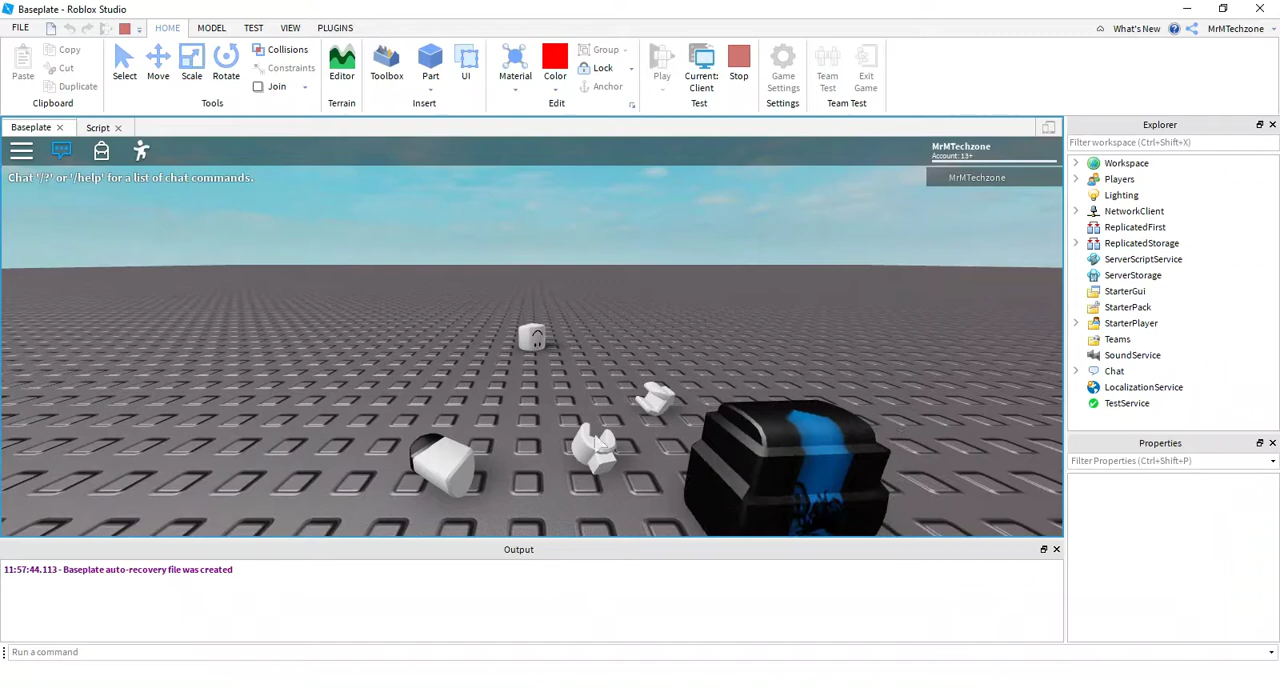 Baseplate - Roblox Studio
FILE HOME MODEL TEST VIEW PLUGINS What's New MrMTechzone
Paste Copy Cut Duplicate Clipboard
Select Move Scale Rotate Collisions Constraints Join Tools
Editor Terrain
Toolbox Part UI Insert
Material Color Group Lock Anchor Edit
Play Current: Client Stop Test
Game Settings Settings
Team Test Exit Game Team Test
Baseplate Script
Chat '/?' or '/help' for a list of chat commands.
MrMTechzone
Account: 13+
MrMTechzone
Explorer
Filter workspace (Ctrl+Shift+X)
Workspace
Players
Lighting
NetworkClient
ReplicatedFirst
ReplicatedStorage
ServerScriptService
ServerStorage
StarterGui
StarterPack
StarterPlayer
Teams
SoundService
Chat
LocalizationService
TestService
Properties
Filter Properties (Ctrl+Shift+P)
Output
11:57:44.113 - Baseplate auto-recovery file was created
Run a command